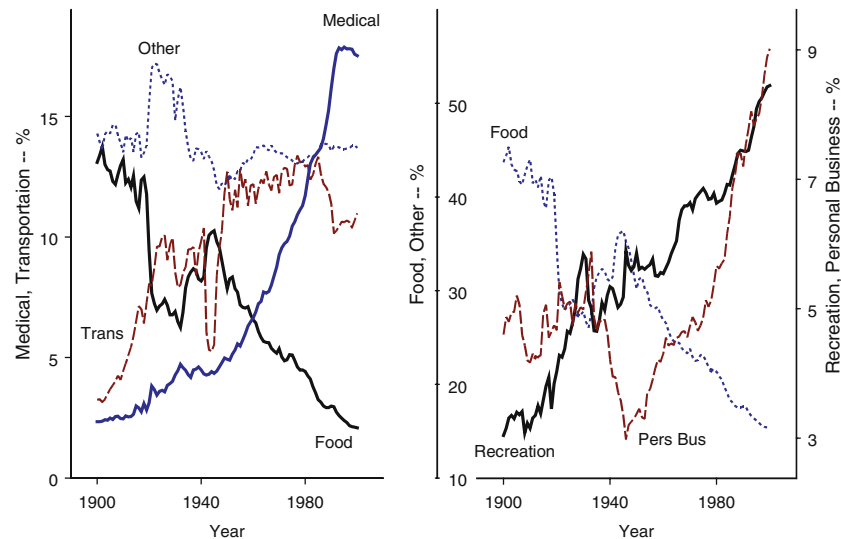 Medical
Other
Trans
Food
Medical, Transportaion -- %
15
10
5
0
1900
1940
1980
Year
Food, Other -- %
50
40
30
20
10
Food
Recreation
Pers Bus
1900
1940
1980
Year
9
7
5
3
Recreation, Personal Business -- %